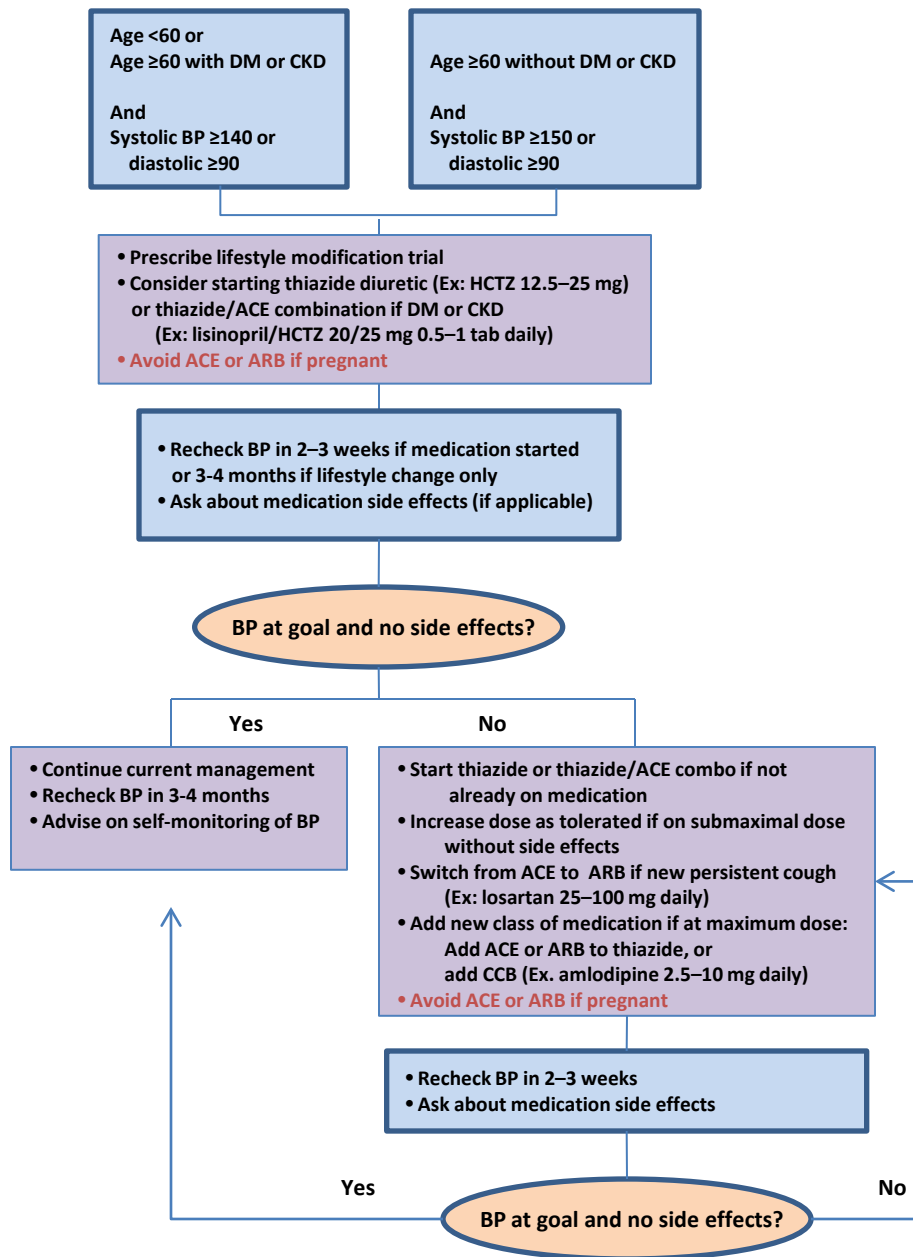 Age <60 or
Age ≥60 with DM or CKD
And
Systolic BP ≥140 or
diastolic ≥90
Age ≥60 without DM or CKD
And
Systolic BP ≥150 or
diastolic ≥90
• Prescribe lifestyle modification trial
• Consider starting thiazide diuretic (Ex: HCTZ 12.5–25 mg)
or thiazide/ACE combination if DM or CKD
(Ex: lisinopril/HCTZ 20/25 mg 0.5–1 tab daily)
• Avoid ACE or ARB if pregnant
• Recheck BP in 2–3 weeks if medication started
or 3-4 months if lifestyle change only
• Ask about medication side effects (if applicable)
BP at goal and no side effects?
Yes
No
• Continue current management
• Recheck BP in 3-4 months
• Advise on self-monitoring of BP
• Start thiazide or thiazide/ACE combo if not
already on medication
• Increase dose as tolerated if on submaximal dose
without side effects
• Switch from ACE to ARB if new persistent cough
(Ex: losartan 25–100 mg daily)
• Add new class of medication if at maximum dose:
Add ACE or ARB to thiazide, or
add CCB (Ex. amlodipine 2.5–10 mg daily)
• Avoid ACE or ARB if pregnant
• Recheck BP in 2–3 weeks
• Ask about medication side effects
Yes
No
BP at goal and no side effects?